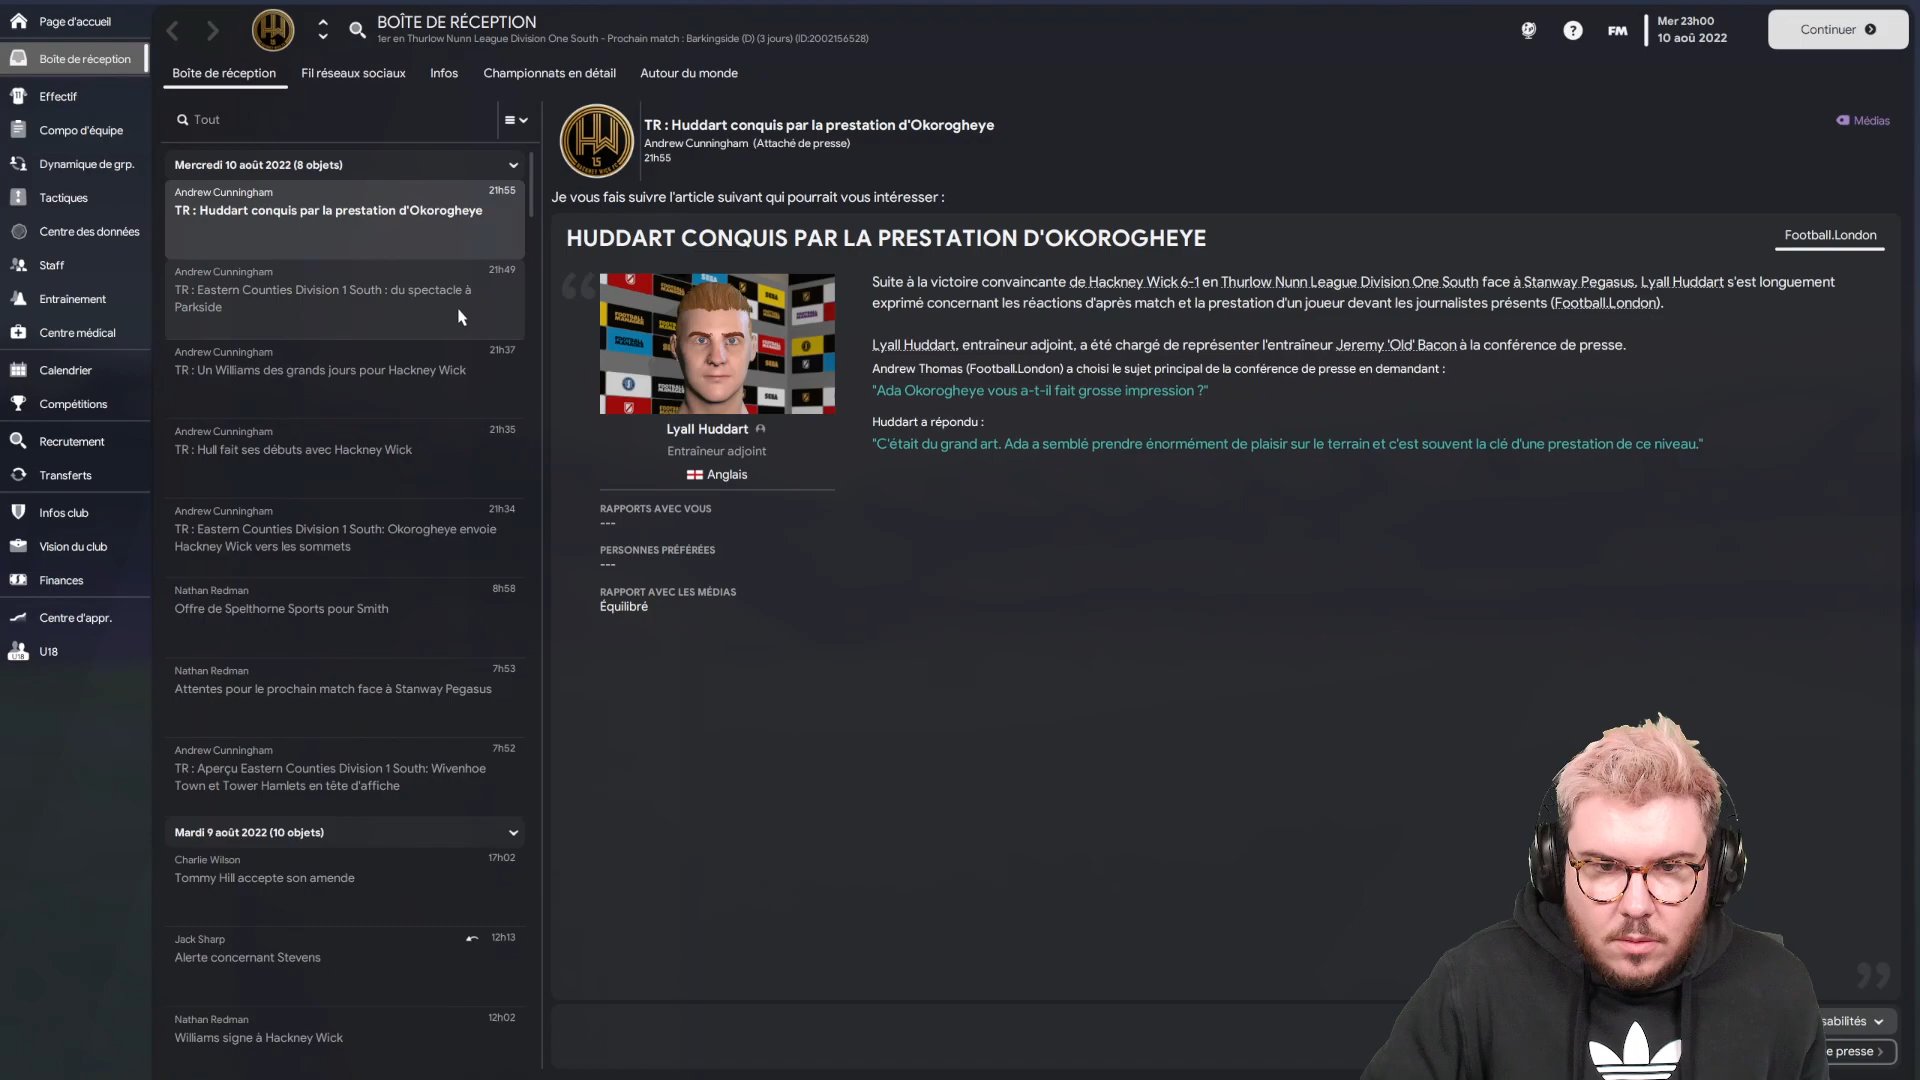 Page d'accueil
Boîte de réception
Effectif
Compo d'équipe
Dynamique de grp.
Tactiques
Centre des données
Staff
Entraînement
Centre médical
Calendrier
Compétitions
Recrutement
Transferts
Infos club
Vision du club
Finances
Centre d'appr.
U18
BOÎTE DE RÉCEPTION
1er en Thurlow Nunn League Division One South - Prochain match : Barkingside (D) (3 jours) (ID:2002156528)
FM
Mer 23h00
10 aoû 2022
Continuer
Boîte de réception
Fil réseaux sociaux
Infos
Championnats en détail
Autour du monde
Tout
Mercredi 10 août 2022 (8 objets)
Andrew Cunningham 21h55
TR : Huddart conquis par la prestation d'Okorogheye
Andrew Cunningham 21h49
TR : Eastern Counties Division 1 South : du spectacle à
Parkside
Andrew Cunningham 21h37
TR : Un Williams des grands jours pour Hackney Wick
Andrew Cunningham 21h35
TR : Hull fait ses débuts avec Hackney Wick
Andrew Cunningham 21h34
TR : Eastern Counties Division 1 South: Okorogheye envoie
Hackney Wick vers les sommets
Nathan Redman 8h58
Offre de Spelthorne Sports pour Smith
Nathan Redman 7h53
Attentes pour le prochain match face à Stanway Pegasus
Andrew Cunningham 7h52
TR : Aperçu Eastern Counties Division 1 South: Wivenhoe
Town et Tower Hamlets en tête d'affiche
Mardi 9 août 2022 (10 objets)
Charlie Wilson 17h02
Tommy Hill accepte son amende
Jack Sharp 12h13
Alerte concernant Stevens
Nathan Redman 12h02
Williams signe à Hackney Wick
HW
15
HACKNEY WICK FC
TR : Huddart conquis par la prestation d'Okorogheye
Andrew Cunningham (Attaché de presse)
21h55
Médias
Je vous fais suivre l'article suivant qui pourrait vous intéresser :
HUDDART CONQUIS PAR LA PRESTATION D'OKOROGHEYE
Football.London
Lyall Huddart
Entraîneur adjoint
Anglais
RAPPORTS AVEC VOUS
---
PERSONNES PRÉFÉRÉES
---
RAPPORT AVEC LES MÉDIAS
Équilibré
Suite à la victoire convaincante de Hackney Wick 6-1 en Thurlow Nunn League Division One South face à Stanway Pegasus, Lyall Huddart s'est longuement
exprimé concernant les réactions d'après match et la prestation d'un joueur devant les journalistes présents (Football.London).
Lyall Huddart, entraîneur adjoint, a été chargé de représenter l'entraîneur Jeremy 'Old' Bacon à la conférence de presse.
Andrew Thomas (Football.London) a choisi le sujet principal de la conférence de presse en demandant :
"Ada Okorogheye vous a-t-il fait grosse impression ?"
Huddart a répondu :
"C'était du grand art. Ada a semblé prendre énormément de plaisir sur le terrain et c'est souvent la clé d'une prestation de ce niveau."
sabilités
e presse